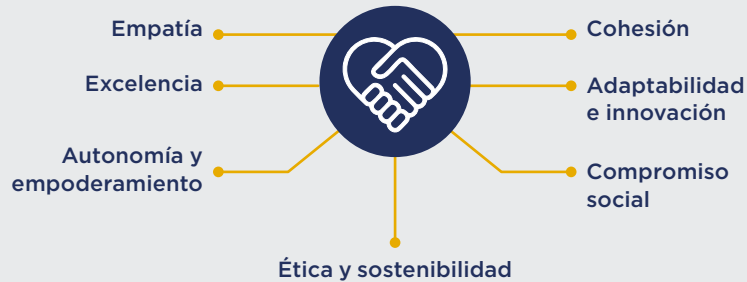 Empatía
Excelencia
Autonomía y
empoderamiento
Cohesión
Adaptabilidad
e innovación
Compromiso
social
Ética y sostenibilidad